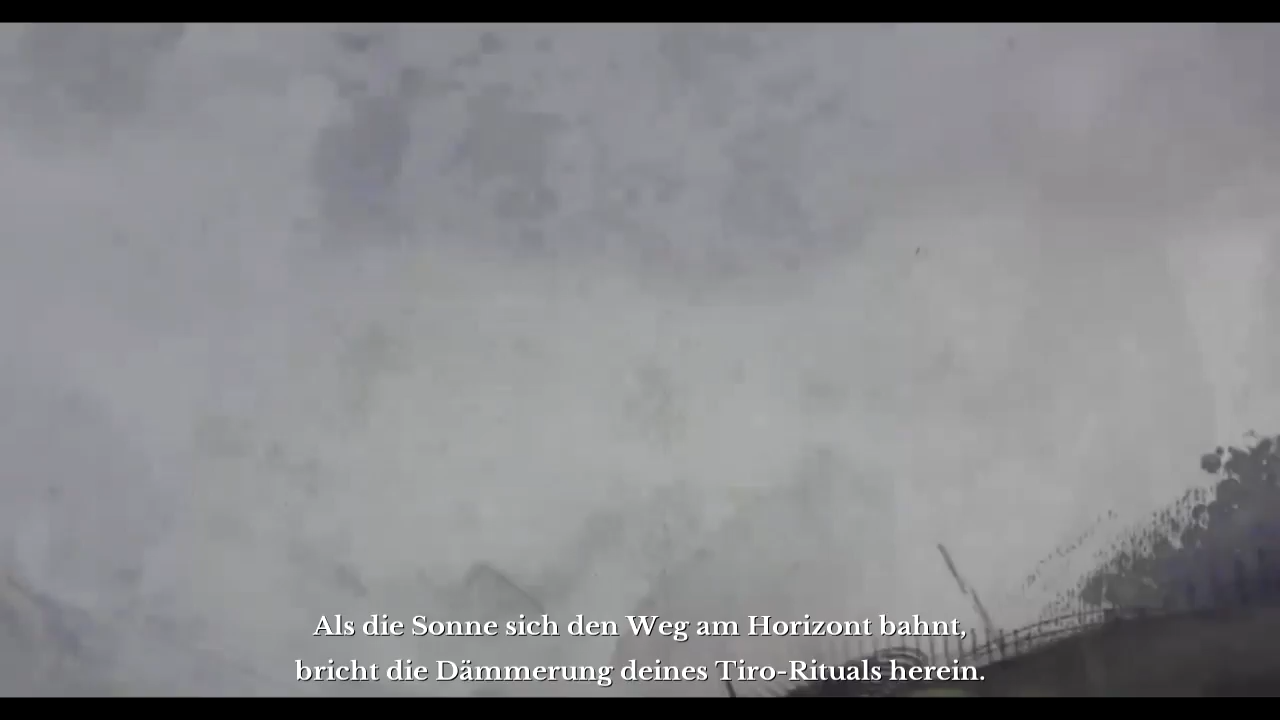 Als die Sonne sich den Weg am Horizont bahnt,
bricht die Dämmerung deines Tiro-Rituals herein.